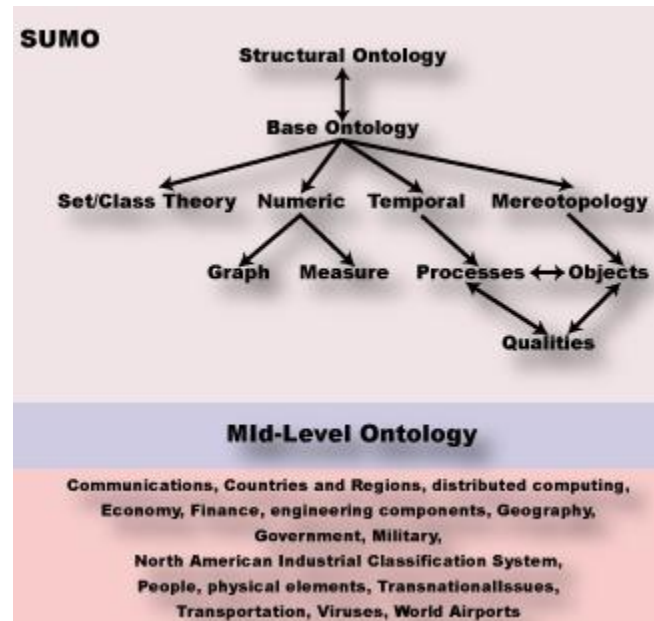 SUMO
Structural Ontology
Base Ontology
Set/Class Theory Numeric Temporal Mereotopology
Graph Measure Processes Objects
Qualities
MId-Level Ontology
Communications, Countries and Regions, distributed computing,
Economy, Finance, engineering components, Geography,
Government, Military,
North American Industrial Classification System,
People, physical elements, TransnationalIssues,
Transportation, Viruses, World Airports